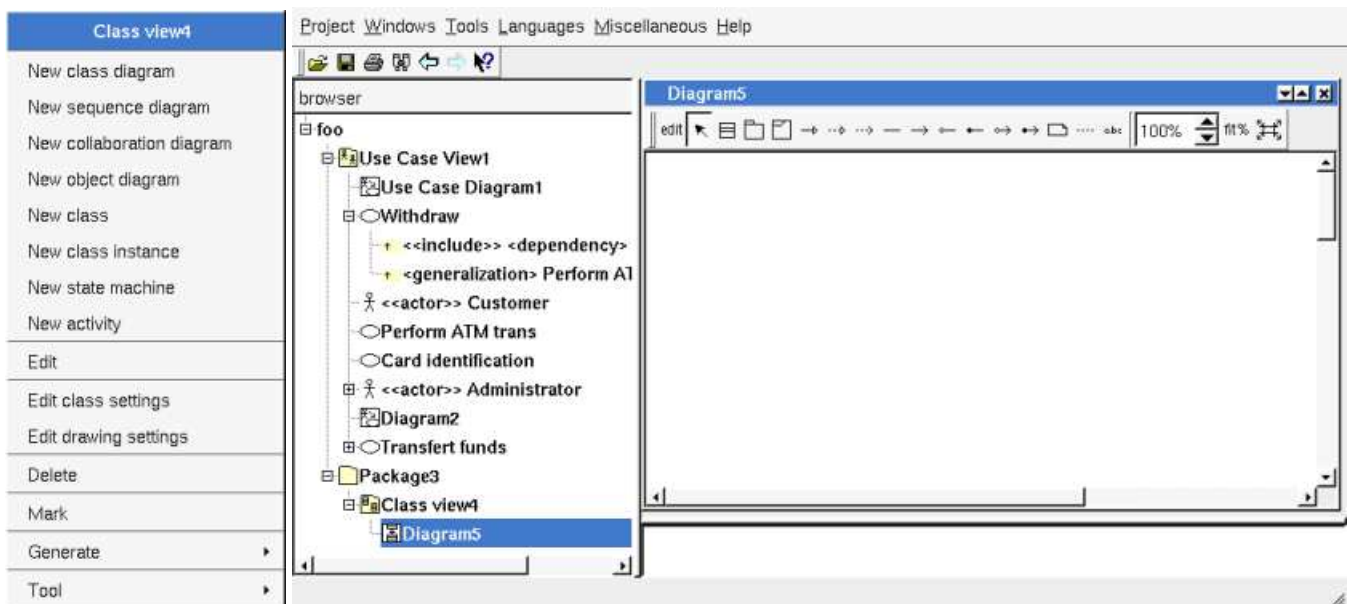 Class view4
New class diagram
New sequence diagram
New collaboration diagram
New object diagram
New class
New class instance
New state machine
New activity
Edit
Edit class settings
Edit drawing settings
Delete
Mark
Generate
Tool
Project Windows Tools Languages Miscellaneous Help
browser
foo
Use Case View1
Use Case Diagram1
Withdraw
<<include>> <dependency>
<generalization> Perform AT
<<actor>> Customer
Perform ATM trans
Card identification
<<actor>> Administrator
Diagram2
Transfert funds
Package3
Class view4
Diagram5
Diagram5
edit abc 100% fit%